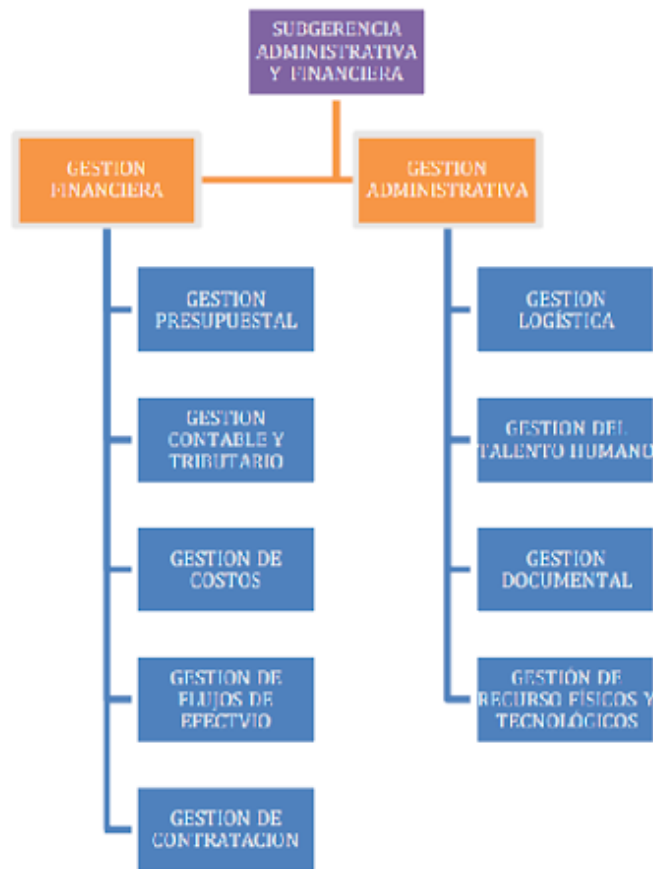 SUBGERENCIA
ADMINISTRATIVA
Y FINANCIERA
GESTION
FINANCIERA
GESTION
ADMINISTRATIVA
GESTION
PRESUPUESTAL
GESTION
CONTABLE Y
TRIBUTARIO
GESTION DE
COSTOS
GESTION DE
FLUJOS DE
EFECTVIO
GESTION DE
CONTRATACION
GESTION
LOGÍSTICA
GESTION DEL
TALENTO HUMANO
GESTION
DOCUMENTAL
GESTIÓN DE
RECURSO FÍSICOS Y
TECNOLÓGICOS